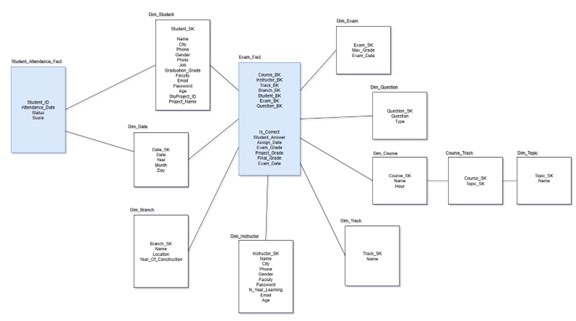 Dim_Student
Student_SK
Name
City
Phone
Gender
Photo
Job
Graduation_Grade
Faculty
Email
Password
Age
StuProject_ID
Project_Name
Student_Attendance_Fact
Student_ID
Attendance_Date
Status
Score
Dim_Date
Date_SK
Date
Year
Month
Day
Dim_Branch
Branch_SK
Name
Location
Year_Of_Construction
Exam_Fact
Course_BK
Instructor_BK
Track_BK
Branch_BK
Student_BK
Exam_BK
Question_BK
Is_Correct
Student_Answer
Assign_Date
Exam_Grade
Project_Grade
Final_Grade
Exam_Date
Dim_Instructor
Instructor_SK
Name
City
Phone
Gender
Faculty
Password
N_Year_Learning
Email
Age
Dim_Exam
Exam_SK
Max_Grade
Exam_Date
Dim_Question
Question_SK
Question
Type
Dim_Course
Course_SK
Name
Hour
Course_Track
Course_SK
Topic_SK
Dim_Topic
Topic_SK
Name
Dim_Track
Track_SK
Name